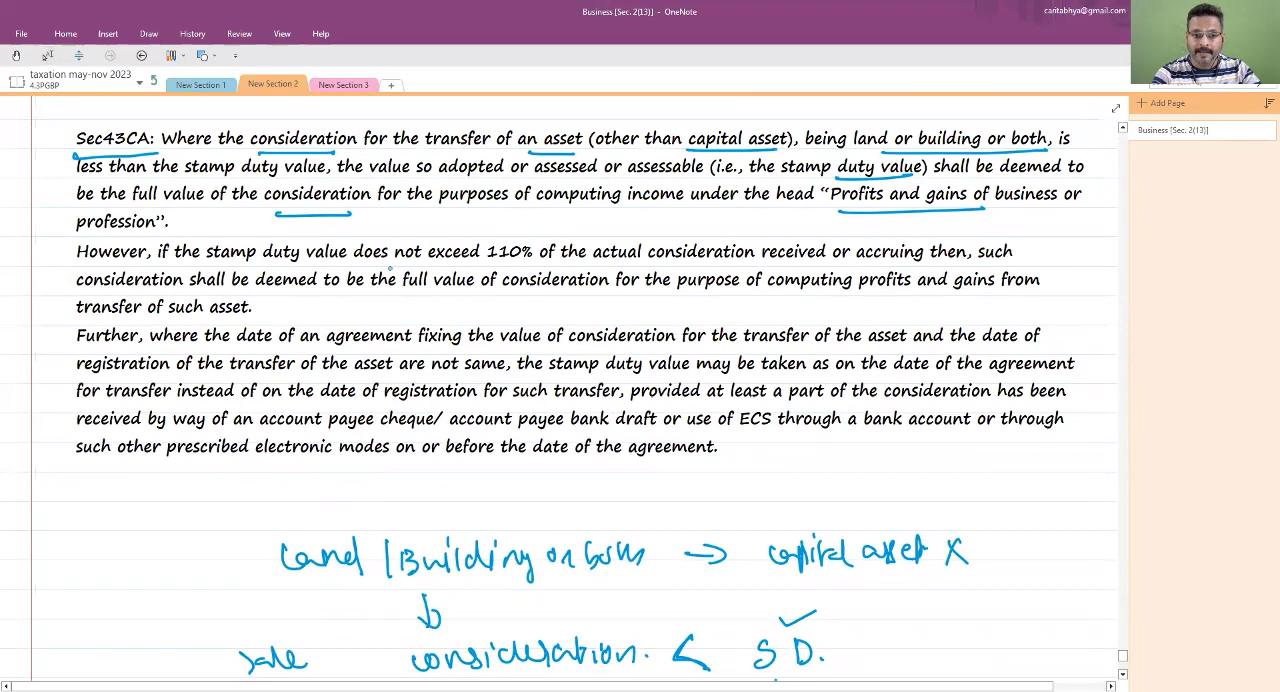 Business [Sec. 2(13)] - OneNote
caritabhya@gmail.com
File Home Insert Draw History Review View Help
taxation may-nov 2023
4.3PGBP
New Section 1 New Section 2 New Section 3
Add Page
Business [Sec. 2(13)]
Sec43CA: Where the consideration for the transfer of an asset (other than capital asset), being land or building or both, is
less than the stamp duty value, the value so adopted or assessed or assessable (i.e., the stamp duty value) shall be deemed to
be the full value of the consideration for the purposes of computing income under the head “Profits and gains of business or
profession”.
However, if the stamp duty value does not exceed 110% of the actual consideration received or accruing then, such
consideration shall be deemed to be the full value of consideration for the purpose of computing profits and gains from
transfer of such asset.
Further, where the date of an agreement fixing the value of consideration for the transfer of the asset and the date of
registration of the transfer of the asset are not same, the stamp duty value may be taken as on the date of the agreement
for transfer instead of on the date of registration for such transfer, provided at least a part of the consideration has been
received by way of an account payee cheque/ account payee bank draft or use of ECS through a bank account or through
such other prescribed electronic modes on or before the date of the agreement.
Land / Building or both → capital asset X
sale consideration. < S D.